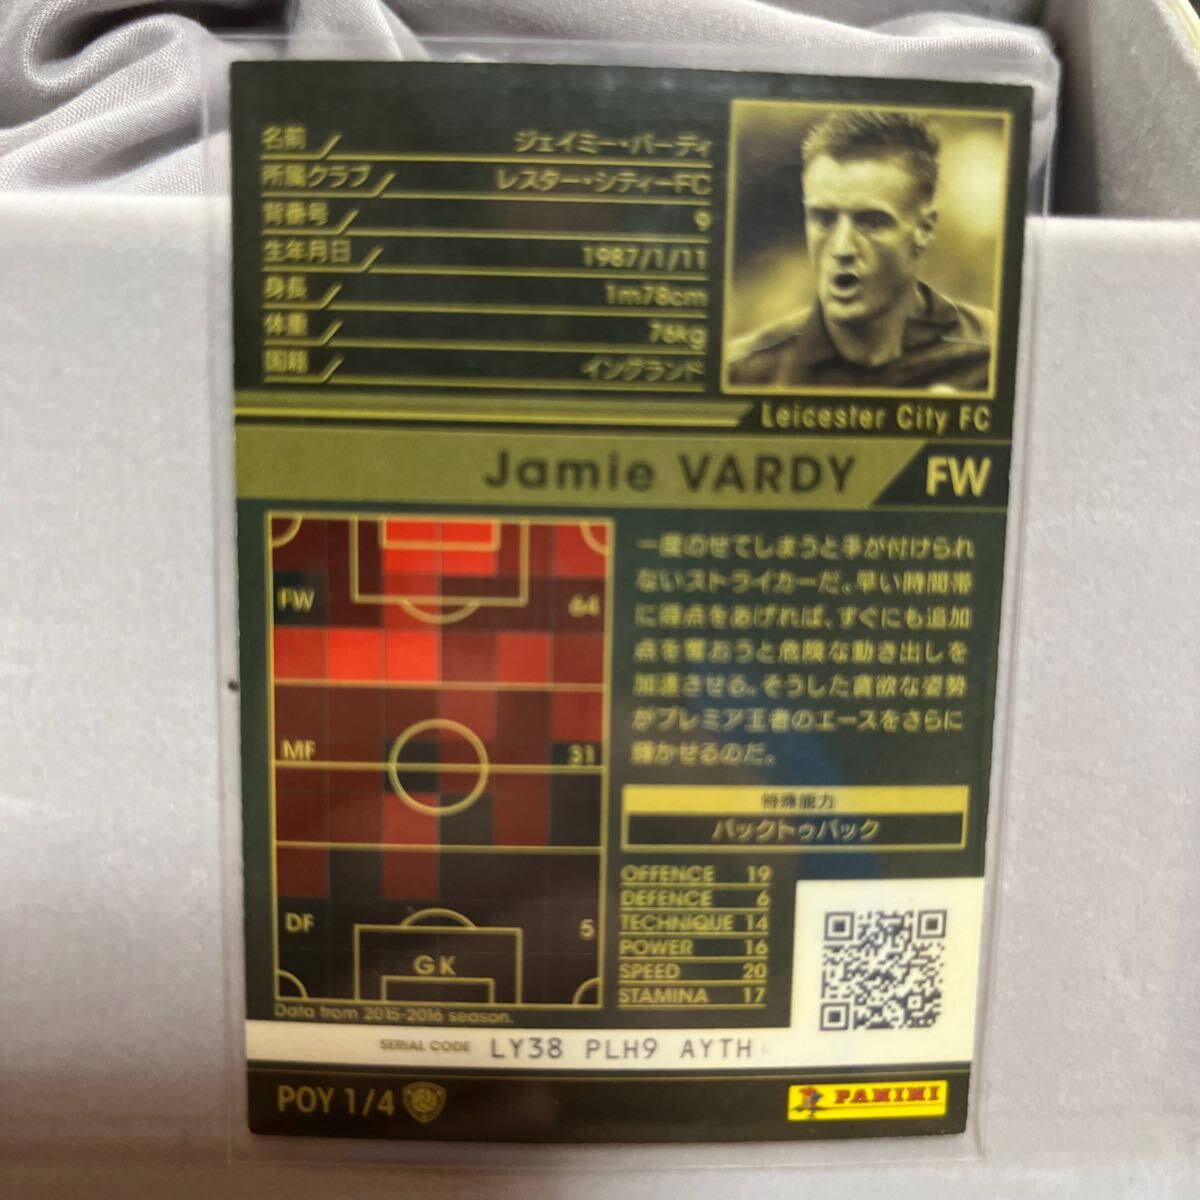 名前 ジェイミー・バーディ
所属クラブ レスター・シティーFC
背番号 9
生年月日 1987/1/11
身長 1m78cm
体重 76kg
国籍 イングランド
Leicester City FC
Jamie VARDY FW
FW 64
MF 31
DF 5
GK
Data from 2015-2016 season.
一度のせてしまうと手が付けられ
ないストライカーだ。早い時間帯
に得点をあげれば、すぐにも追加
点を奪おうと危険な動き出しを
加速させる。そうした貪欲な姿勢
がプレミア王者のエースをさらに
輝かせるのだ。
特殊能力
バックトゥバック
OFFENCE 19
DEFENCE 6
TECHNIQUE 14
POWER 16
SPEED 20
STAMINA 17
SERIAL CODE LY38 PLH9 AYTH
POY 1/4
PANINI